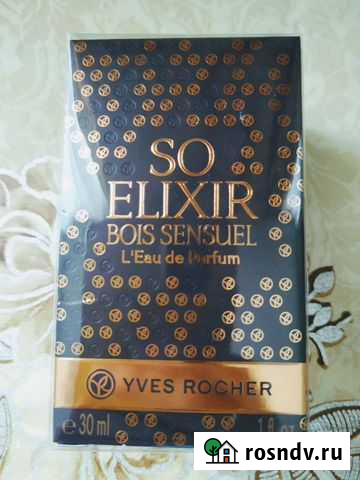 SO
ELIXIR
BOIS SENSUEL
L'Eau de Parfum
YVES ROCHER
e 30 ml
rosndv.ru